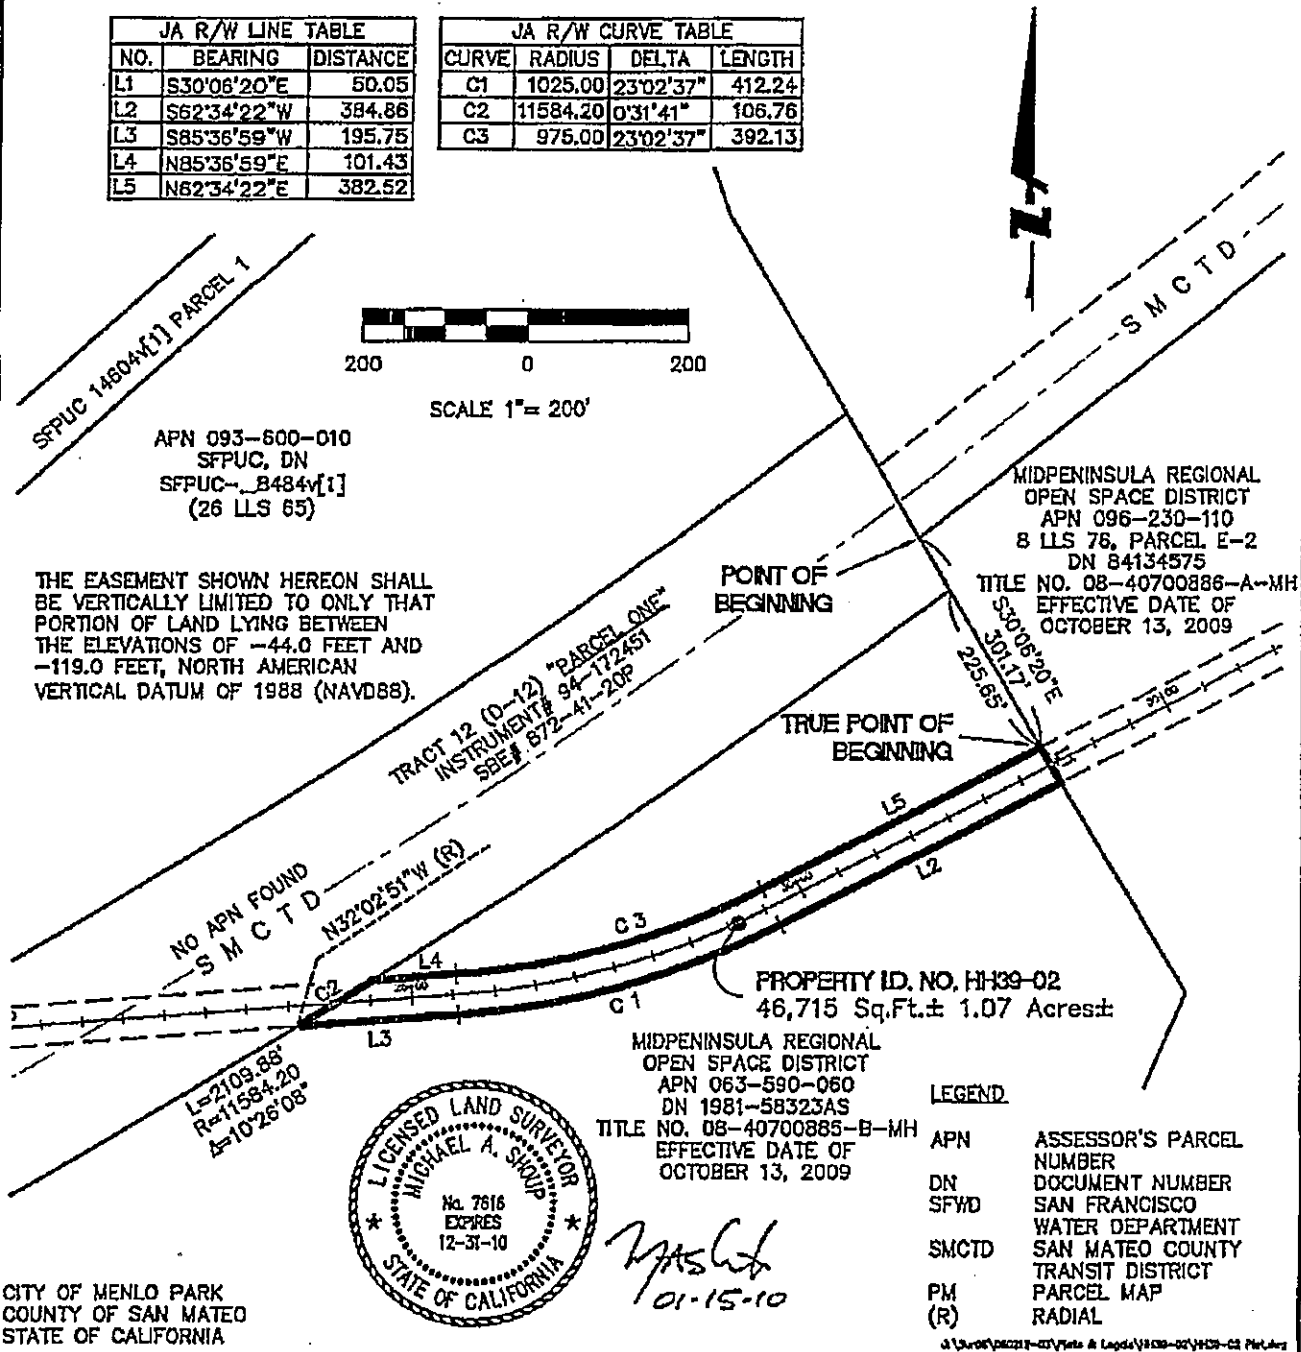 JA R/W LINE TABLE
NO. BEARING DISTANCE
L1 S30°06'20"E 50.05
L2 S62°34'22"W 384.86
L3 S85°36'59"W 195.75
L4 N85°36'59"E 101.43
L5 N62°34'22"E 382.52
JA R/W CURVE TABLE
CURVE RADIUS DELTA LENGTH
C1 1025.00 23°02'37" 412.24
C2 11584.20 0°31'41" 106.76
C3 975.00 23°02'37" 392.13
SFPUC 14604v[1] PARCEL 1
200 0 200
SCALE 1"= 200'
S M C T D
APN 093-600-010
SFPUC, DN
SFPUC-_8484v[1]
(26 LLS 65)
MIDPENINSULA REGIONAL
OPEN SPACE DISTRICT
APN 096-230-110
8 LLS 76, PARCEL E-2
DN 84134575
TITLE NO. 08-40700886-A-MH
EFFECTIVE DATE OF
OCTOBER 13, 2009
THE EASEMENT SHOWN HEREON SHALL
BE VERTICALLY LIMITED TO ONLY THAT
PORTION OF LAND LYING BETWEEN
THE ELEVATIONS OF -44.0 FEET AND
-119.0 FEET, NORTH AMERICAN
VERTICAL DATUM OF 1988 (NAVD88).
POINT OF
BEGINNING
S30°06'20"E
301.17'
225.65'
TRACT 12 (D-12) "PARCEL ONE"
INSTRUMENT# 94-172451
SBE# 872-41-20P
TRUE POINT OF
BEGINNING
L1
L5
L2
NO APN FOUND
S M C T D
N32°02'51"W (R)
C3
L4
C2
C1
L3
PROPERTY I.D. NO. HH39-02
46,715 Sq.Ft.± 1.07 Acres±
L=2109.88'
R=11584.20
Δ=10°26'08"
MIDPENINSULA REGIONAL
OPEN SPACE DISTRICT
APN 063-590-060
DN 1981-58323AS
TITLE NO. 08-40700885-B-MH
EFFECTIVE DATE OF
OCTOBER 13, 2009
LICENSED LAND SURVEYOR
MICHAEL A. SHOUP
No. 7616
EXPIRES
12-31-10
STATE OF CALIFORNIA
01-15-10
LEGEND
APN ASSESSOR'S PARCEL
NUMBER
DN DOCUMENT NUMBER
SFWD SAN FRANCISCO
WATER DEPARTMENT
SMCTD SAN MATEO COUNTY
TRANSIT DISTRICT
PM PARCEL MAP
(R) RADIAL
CITY OF MENLO PARK
COUNTY OF SAN MATEO
STATE OF CALIFORNIA